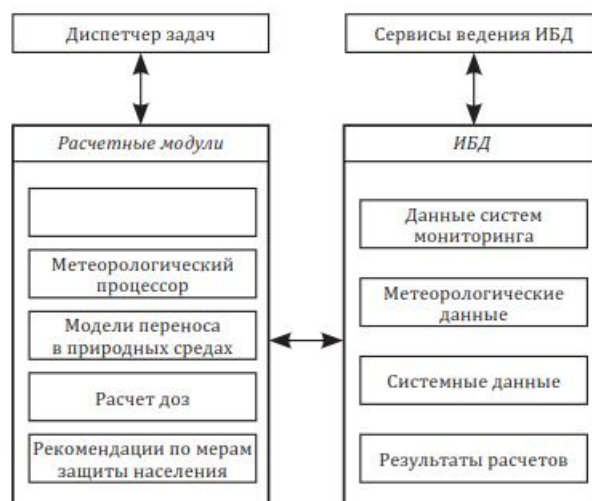 Диспетчер задач
Сервисы ведения ИБД
Расчетные модули
Метеорологический
процессор
Модели переноса
в природных средах
Расчет доз
Рекомендации по мерам
защиты населения
ИБД
Данные систем
мониторинга
Метеорологические
данные
Системные данные
Результаты расчетов